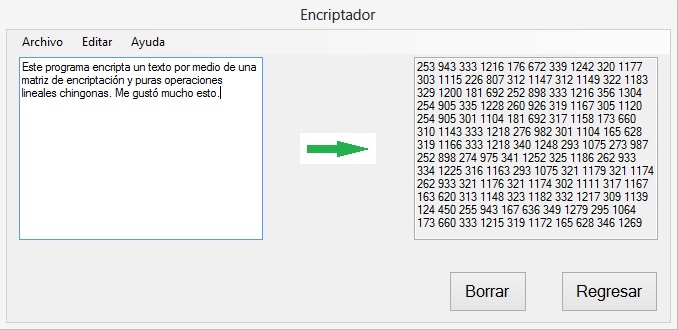 Encriptador
Archivo Editar Ayuda
Este programa encripta un texto por medio de una
matriz de encriptación y puras operaciones
lineales chingonas. Me gustó mucho esto.
253 943 333 1216 176 672 339 1242 320 1177
303 1115 226 807 312 1147 312 1149 322 1183
329 1200 181 692 252 898 333 1216 356 1304
254 905 335 1228 260 926 319 1167 305 1120
254 905 301 1104 181 692 317 1158 173 660
310 1143 333 1218 276 982 301 1104 165 628
319 1166 333 1218 340 1248 293 1075 273 987
252 898 274 975 341 1252 325 1186 262 933
334 1225 316 1163 293 1075 321 1179 321 1174
262 933 321 1176 321 1174 302 1111 317 1167
163 620 313 1148 323 1182 332 1217 309 1139
124 450 255 943 167 636 349 1279 295 1064
173 660 333 1215 319 1172 165 628 346 1269
Borrar Regresar